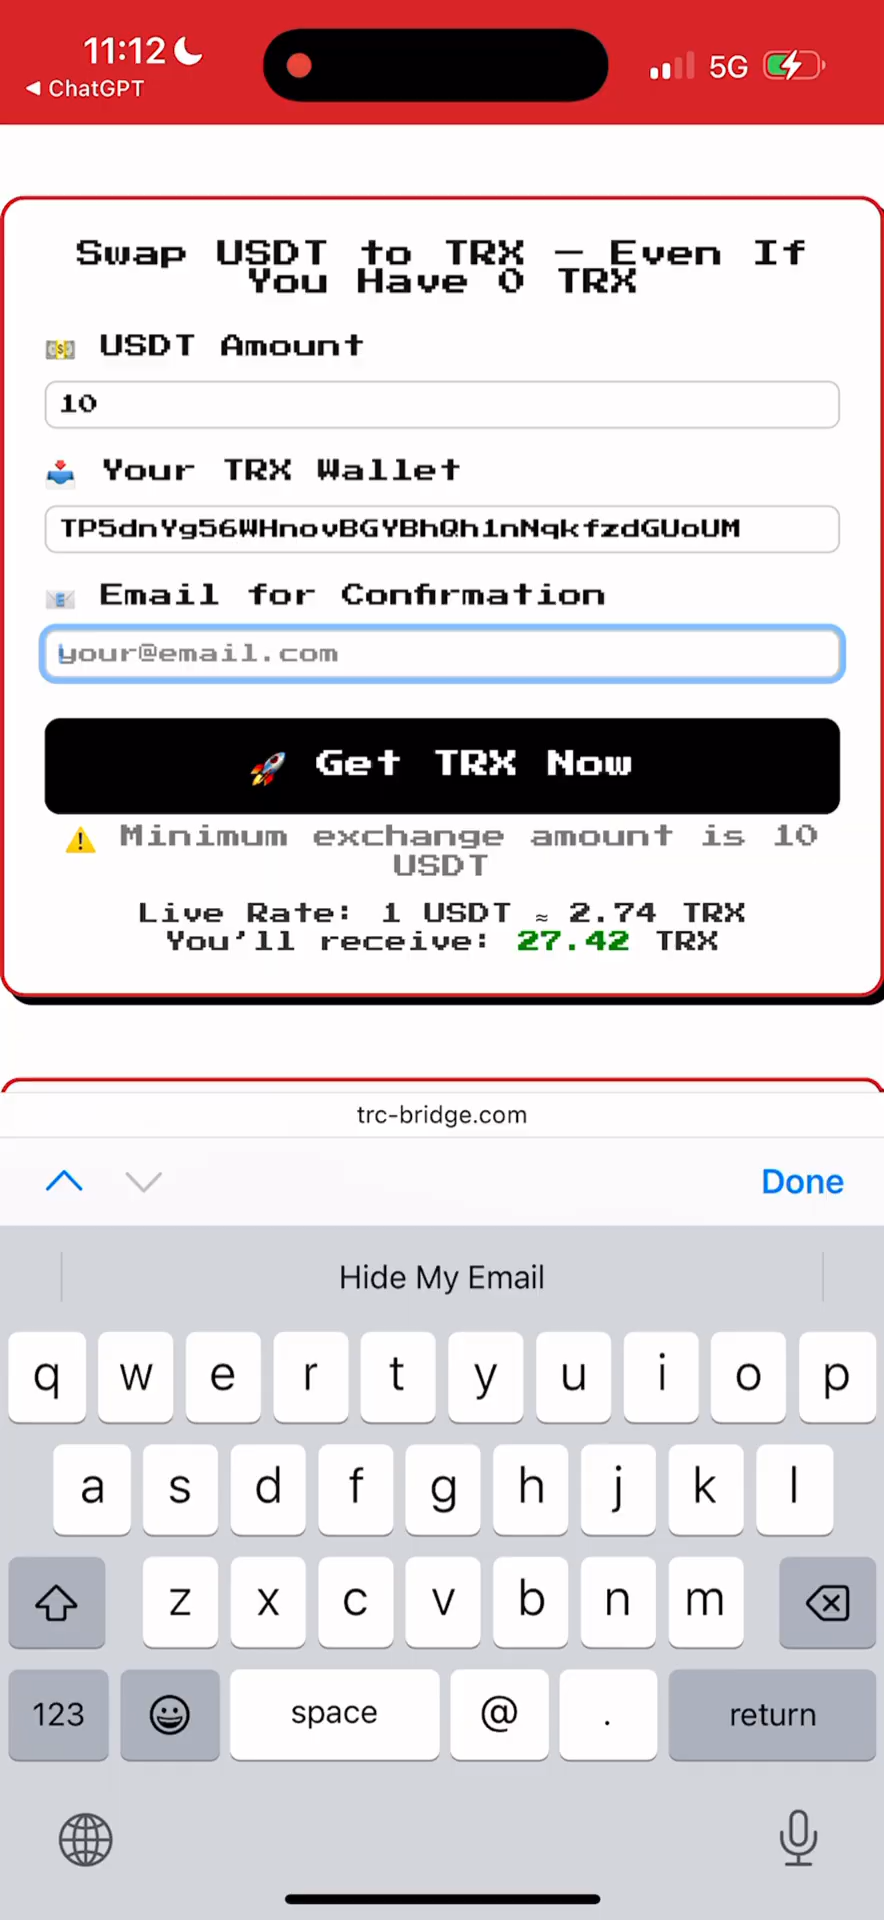 11:12
5G
◀ ChatGPT
Swap USDT to TRX — Even If
You Have 0 TRX
USDT Amount
10
Your TRX Wallet
TP5dnYg56WHnovBGYBhQh1nNqkfzdGUoUM
Email for Confirmation
your@email.com
🚀 Get TRX Now
⚠️ Minimum exchange amount is 10
USDT
Live Rate: 1 USDT ≈ 2.74 TRX
You'll receive: 27.42 TRX
trc-bridge.com
Done
Hide My Email
q w e r t y u i o p
a s d f g h j k l
z x c v b n m
123 space @ . return